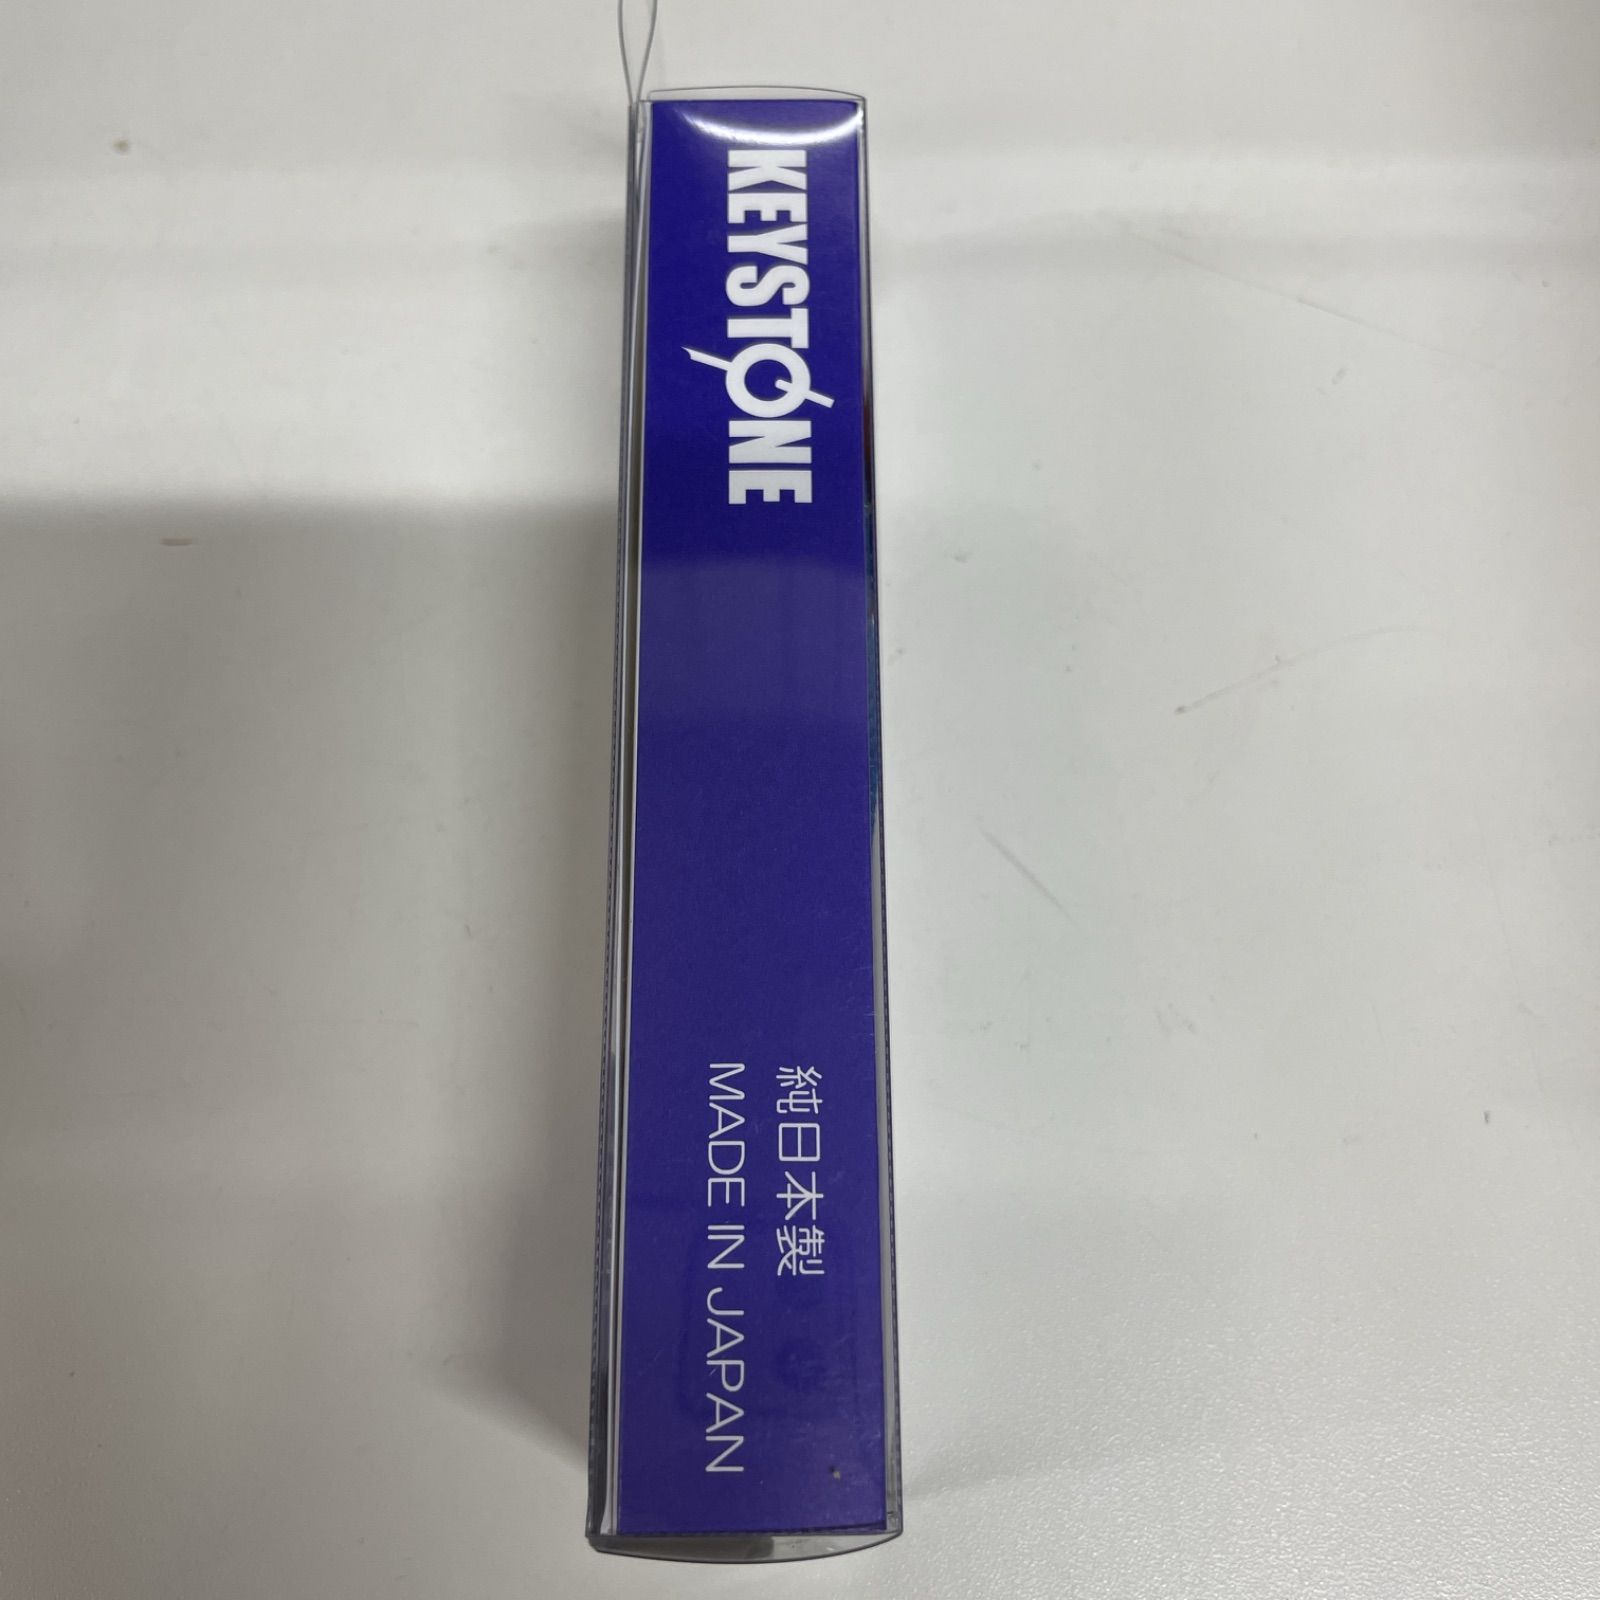 KEYSTONE
純日本製
MADE IN JAPAN